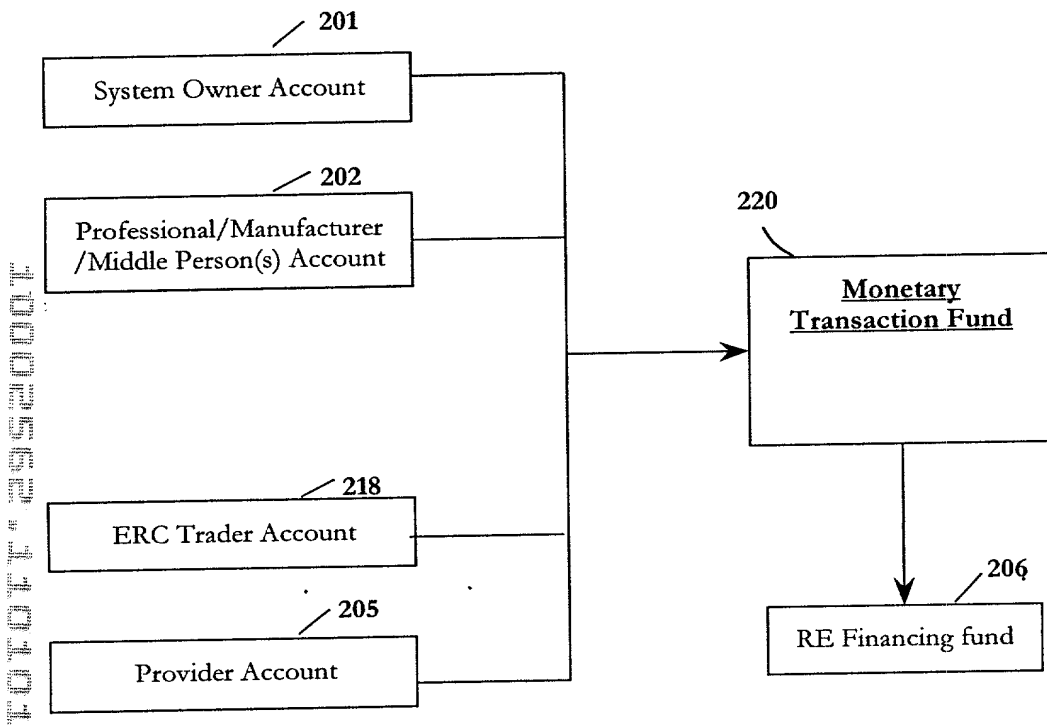 201
System Owner Account
202
Professional/Manufacturer
/Middle Person(s) Account
220
Monetary
Transaction Fund
218
ERC Trader Account
205
Provider Account
206
RE Financing fund